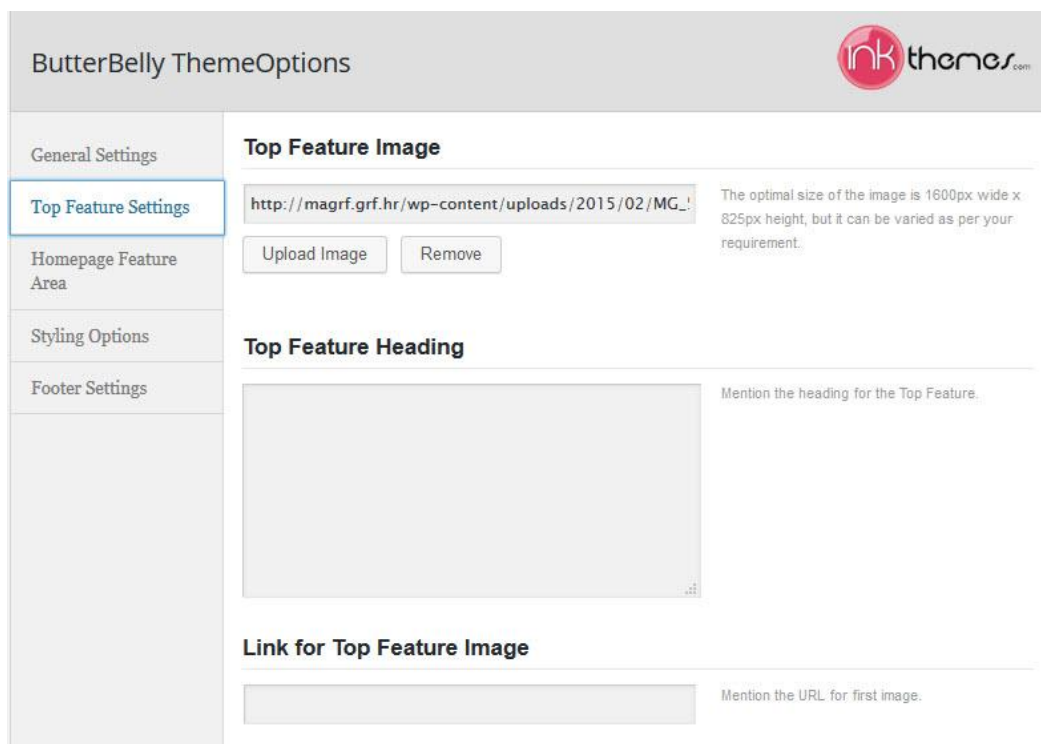 ButterBelly ThemeOptions
ink themes.com
General Settings
Top Feature Settings
Homepage Feature
Area
Styling Options
Footer Settings
Top Feature Image
http://magrf.grf.hr/wp-content/uploads/2015/02/MG_
The optimal size of the image is 1600px wide x
825px height, but it can be varied as per your
requirement.
Upload Image
Remove
Top Feature Heading
Mention the heading for the Top Feature.
Link for Top Feature Image
Mention the URL for first image.